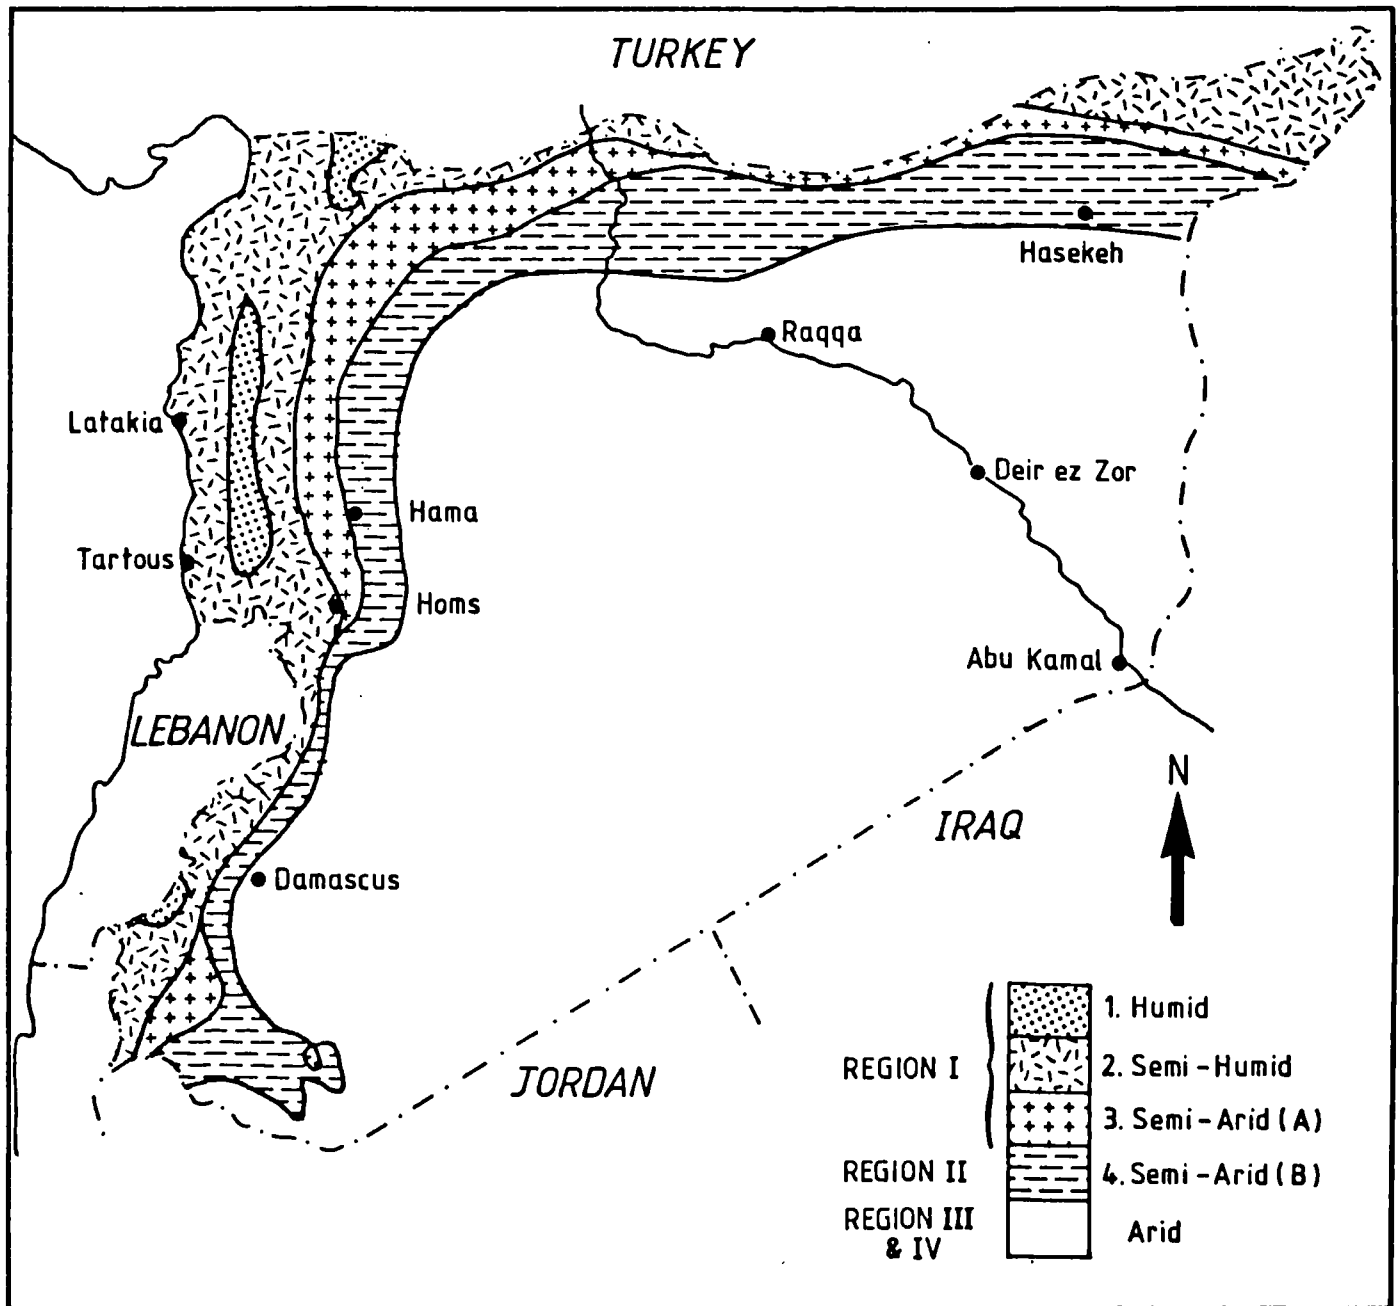 TURKEY
Hasekeh
Raqqa
Latakia
Deir ez Zor
Hama
Tartous
Homs
Abu Kamal
LEBANON
N
IRAQ
Damascus
JORDAN
REGION I
1. Humid
2. Semi-Humid
3. Semi-Arid (A)
REGION II
4. Semi-Arid (B)
REGION III
& IV
Arid